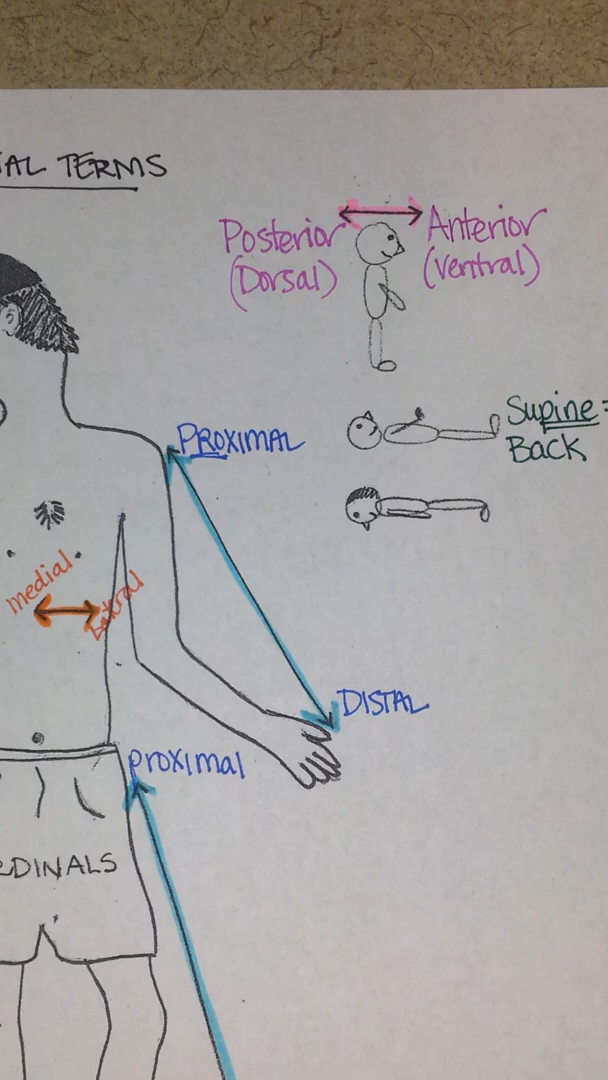 AL TERMS
Posterior
(Dorsal)
Anterior
(ventral)
Supine =
Back
PROXIMAL
medial
Lateral
DISTAL
proximal
DINALS